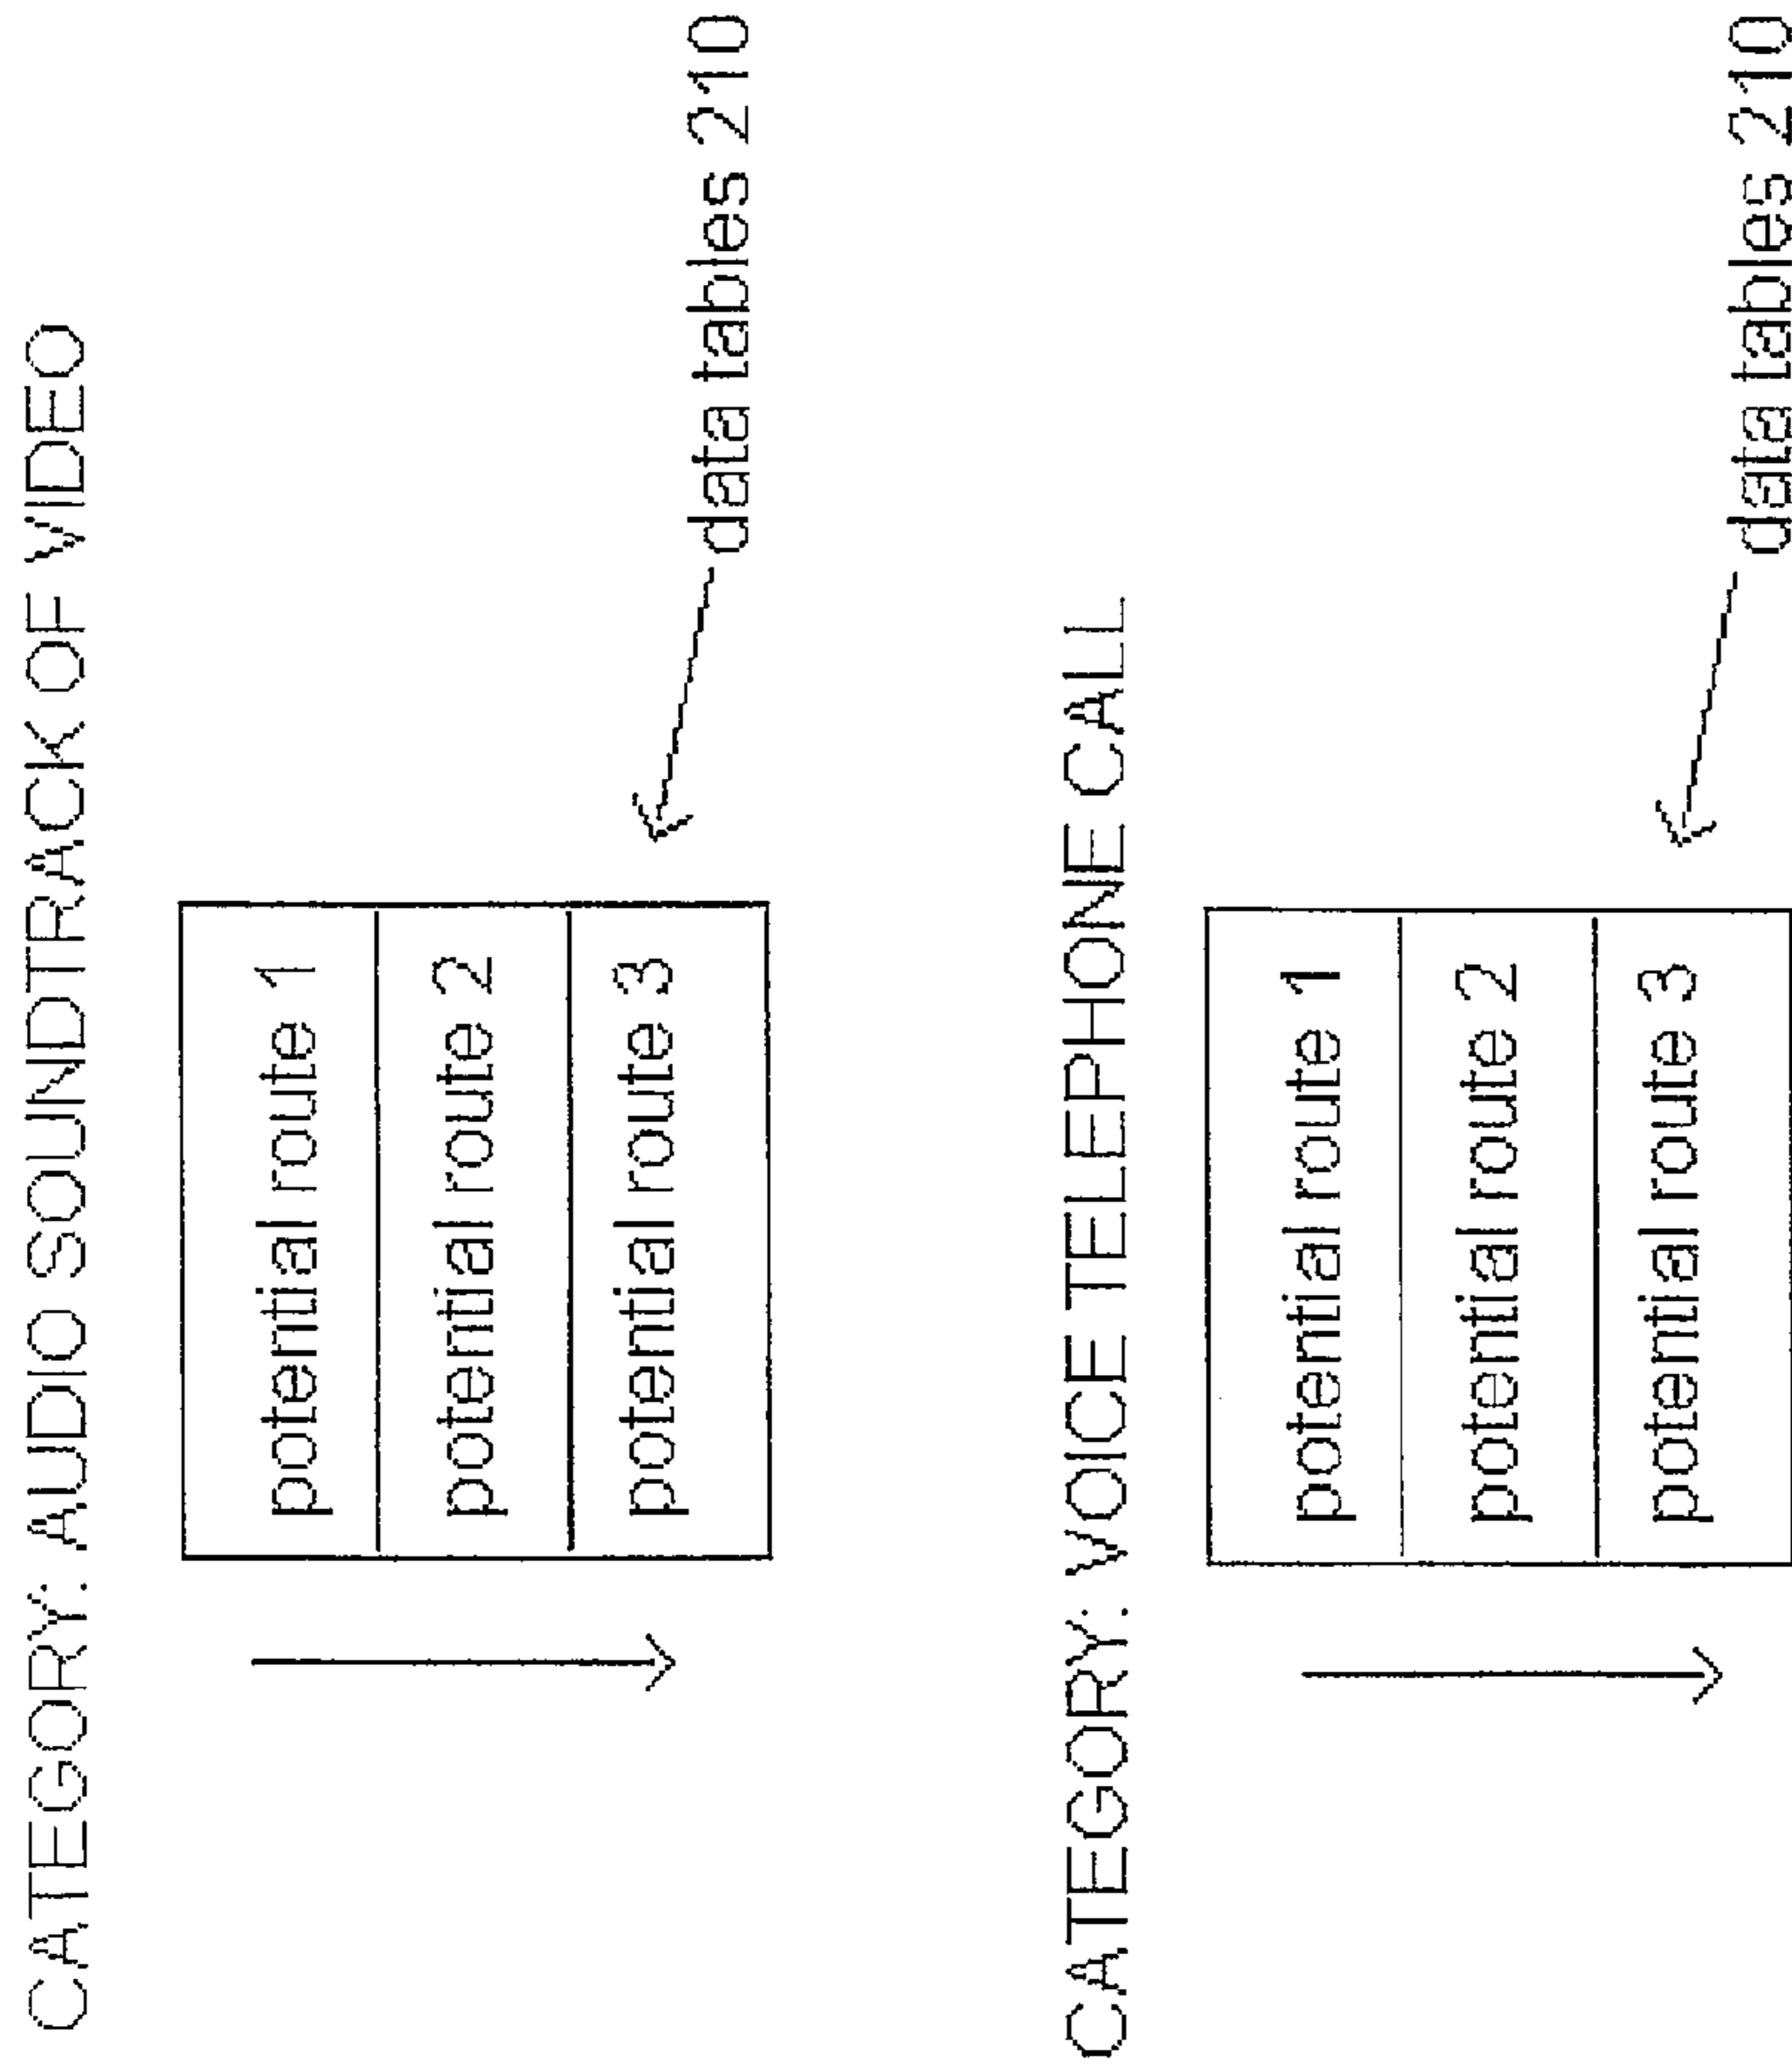 CATEGORY: AUDIO SOUNDTRACK OF VIDEO
potential route 1
potential route 2
potential route 3
data tables 210
CATEGORY: VOICE TELEPHONE CALL
potential route 1
potential route 2
potential route 3
data tables 210